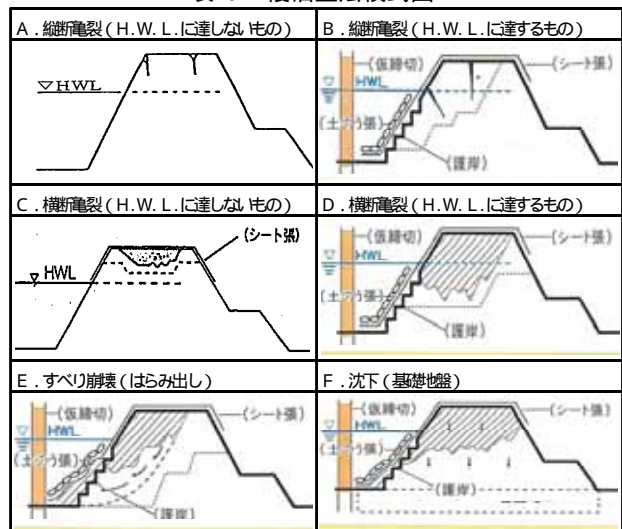 A．縦断亀裂(H.W.L.に達しないもの)
B．縦断亀裂(H.W.L.に達するもの)
▽HWL
(仮締切)
(シート張)
▽
HWL
(土のう張)
(護岸)
C．横断亀裂(H.W.L.に達しないもの)
D．横断亀裂(H.W.L.に達するもの)
(シート張)
▽HWL
(仮締切)
(シート張)
▽
HWL
(土のう張)
(護岸)
E．すべり崩壊(はらみ出し)
F．沈下(基礎地盤)
(仮締切)
(シート張)
▽
HWL
(土のう張)
(護岸)
(仮締切)
(シート張)
▽
HWL
(土のう張)
(護岸)